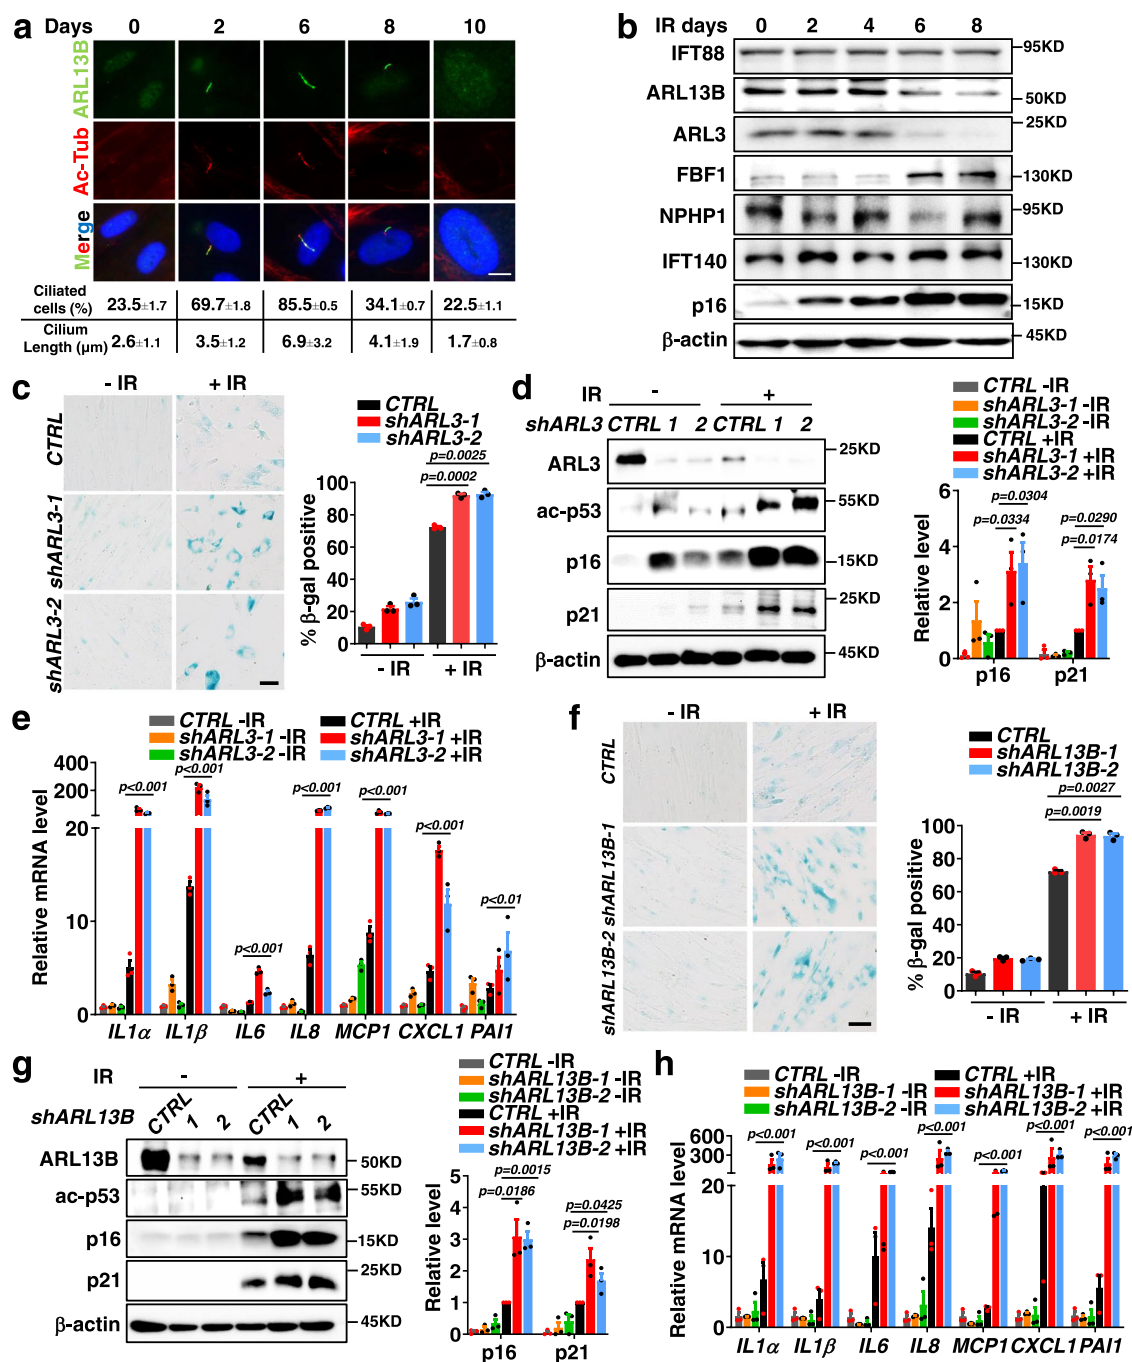 a
Days 0 2 6 8 10
ARL13B
Ac-Tub
Merge
Ciliated cells (%) 23.5±1.7 69.7±1.8 85.5±0.5 34.1±0.7 22.5±1.1
Cilium Length (μm) 2.6±1.1 3.5±1.2 6.9±3.2 4.1±1.9 1.7±0.8
b
IR days 0 2 4 6 8
IFT88 95KD
ARL13B 50KD
ARL3 25KD
FBF1 130KD
NPHP1 95KD
IFT140 130KD
p16 15KD
β-actin 45KD
c
- IR + IR
CTRL
shARL3-1
shARL3-2
CTRL
shARL3-1
shARL3-2
p=0.0025
p=0.0002
% β-gal positive
100
80
60
40
20
0
- IR + IR
d
IR - +
shARL3 CTRL 1 2 CTRL 1 2
ARL3 25KD
ac-p53 55KD
p16 15KD
p21 25KD
β-actin 45KD
CTRL -IR
shARL3-1 -IR
shARL3-2 -IR
CTRL +IR
shARL3-1 +IR
shARL3-2 +IR
Relative level
6
4
2
0
p=0.0304
p=0.0334
p=0.0290
p=0.0174
p16 p21
e
CTRL -IR CTRL +IR
shARL3-1 -IR shARL3-1 +IR
shARL3-2 -IR shARL3-2 +IR
Relative mRNA level
400
200
20
10
0
p<0.001
p<0.001
p<0.001
p<0.001
p<0.001
p<0.001
p<0.01
IL1α IL1β IL6 IL8 MCP1 CXCL1 PAI1
f
- IR + IR
CTRL
shARL13B-1
shARL13B-2
CTRL
shARL13B-1
shARL13B-2
p=0.0027
p=0.0019
% β-gal positive
100
80
60
40
20
0
- IR + IR
g
IR - +
shARL13B CTRL 1 2 CTRL 1 2
ARL13B 50KD
ac-p53 55KD
p16 15KD
p21 25KD
β-actin 45KD
CTRL -IR
shARL13B-1 -IR
shARL13B-2 -IR
CTRL +IR
shARL13B-1 +IR
shARL13B-2 +IR
Relative level
5
4
3
2
1
0
p=0.0015
p=0.0186
p=0.0425
p=0.0198
p16 p21
h
CTRL -IR CTRL +IR
shARL13B-1 -IR shARL13B-1 +IR
shARL13B-2 -IR shARL13B-2 +IR
Relative mRNA level
600
300
20
10
0
p<0.001
p<0.001
p<0.001
p<0.001
p<0.001
p<0.001
p<0.001
IL1α IL1β IL6 IL8 MCP1 CXCL1 PAI1